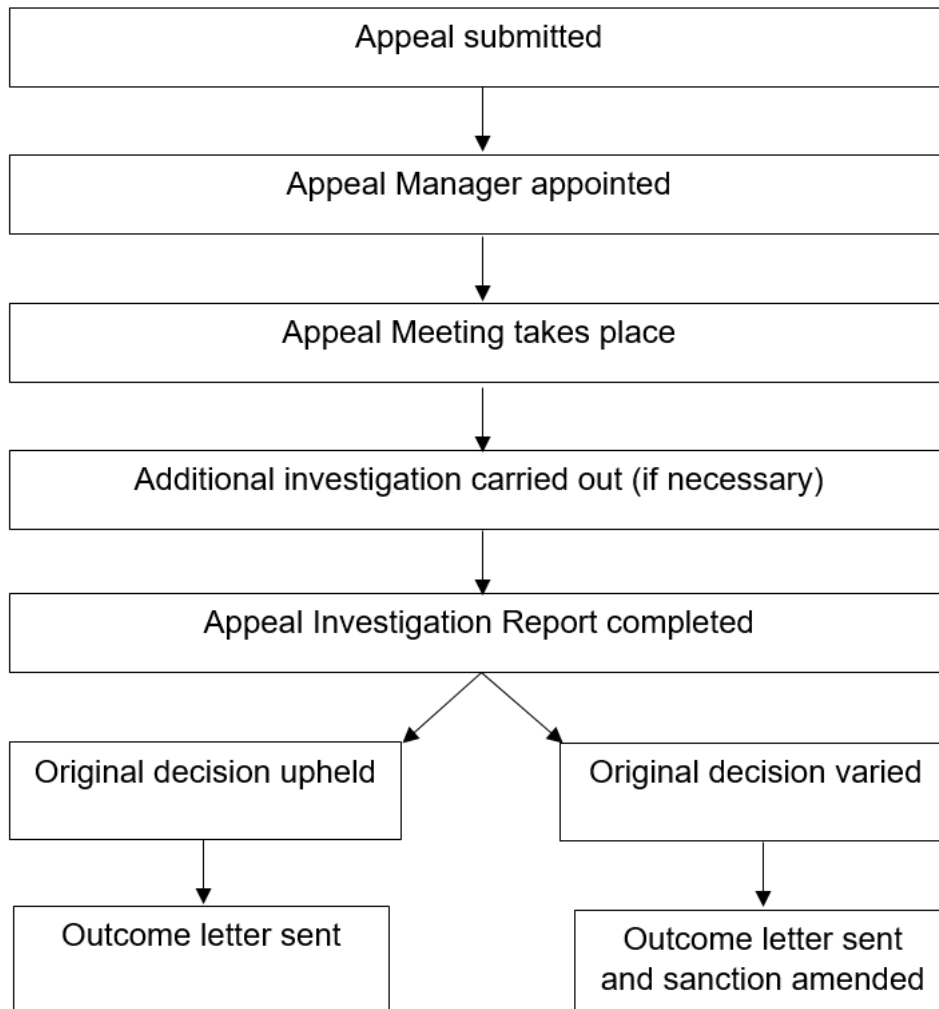 Appeal submitted
Appeal Manager appointed
Appeal Meeting takes place
Additional investigation carried out (if necessary)
Appeal Investigation Report completed
Original decision upheld
Original decision varied
Outcome letter sent
Outcome letter sent
and sanction amended